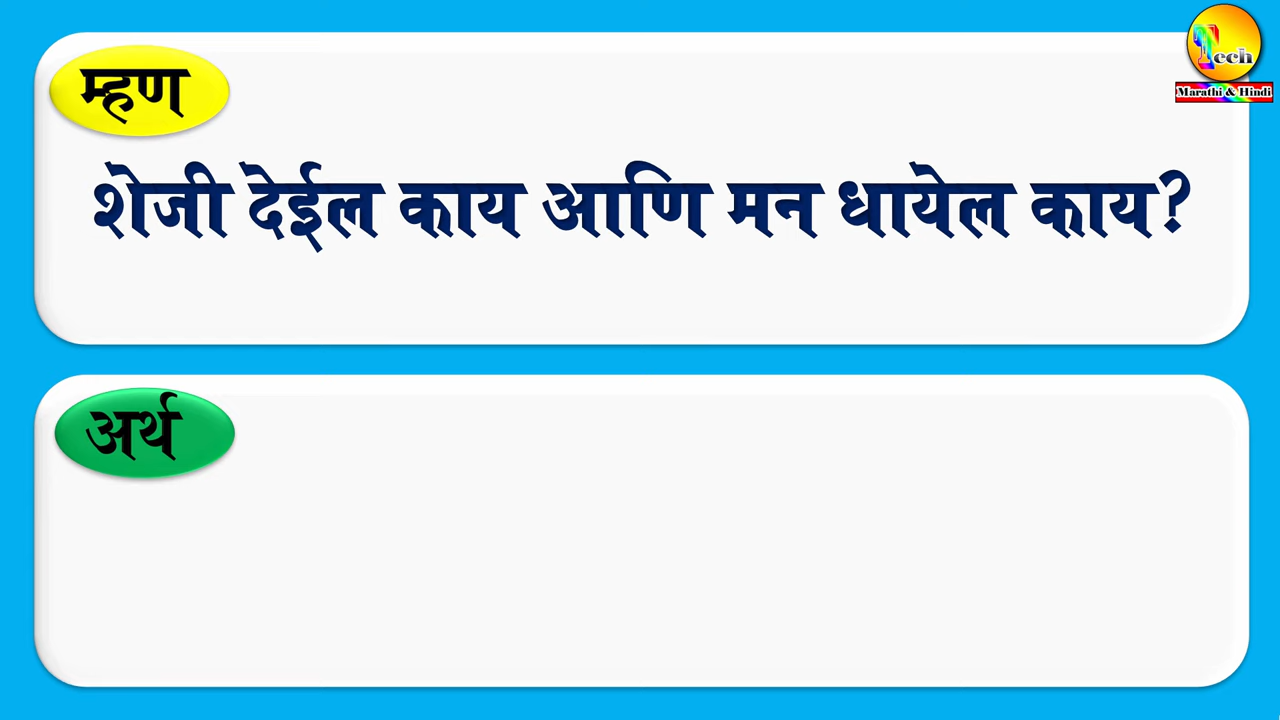 Tech
Marathi & Hindi
म्हण
शेजी देईल काय आणि मन धायेल काय?
अर्थ